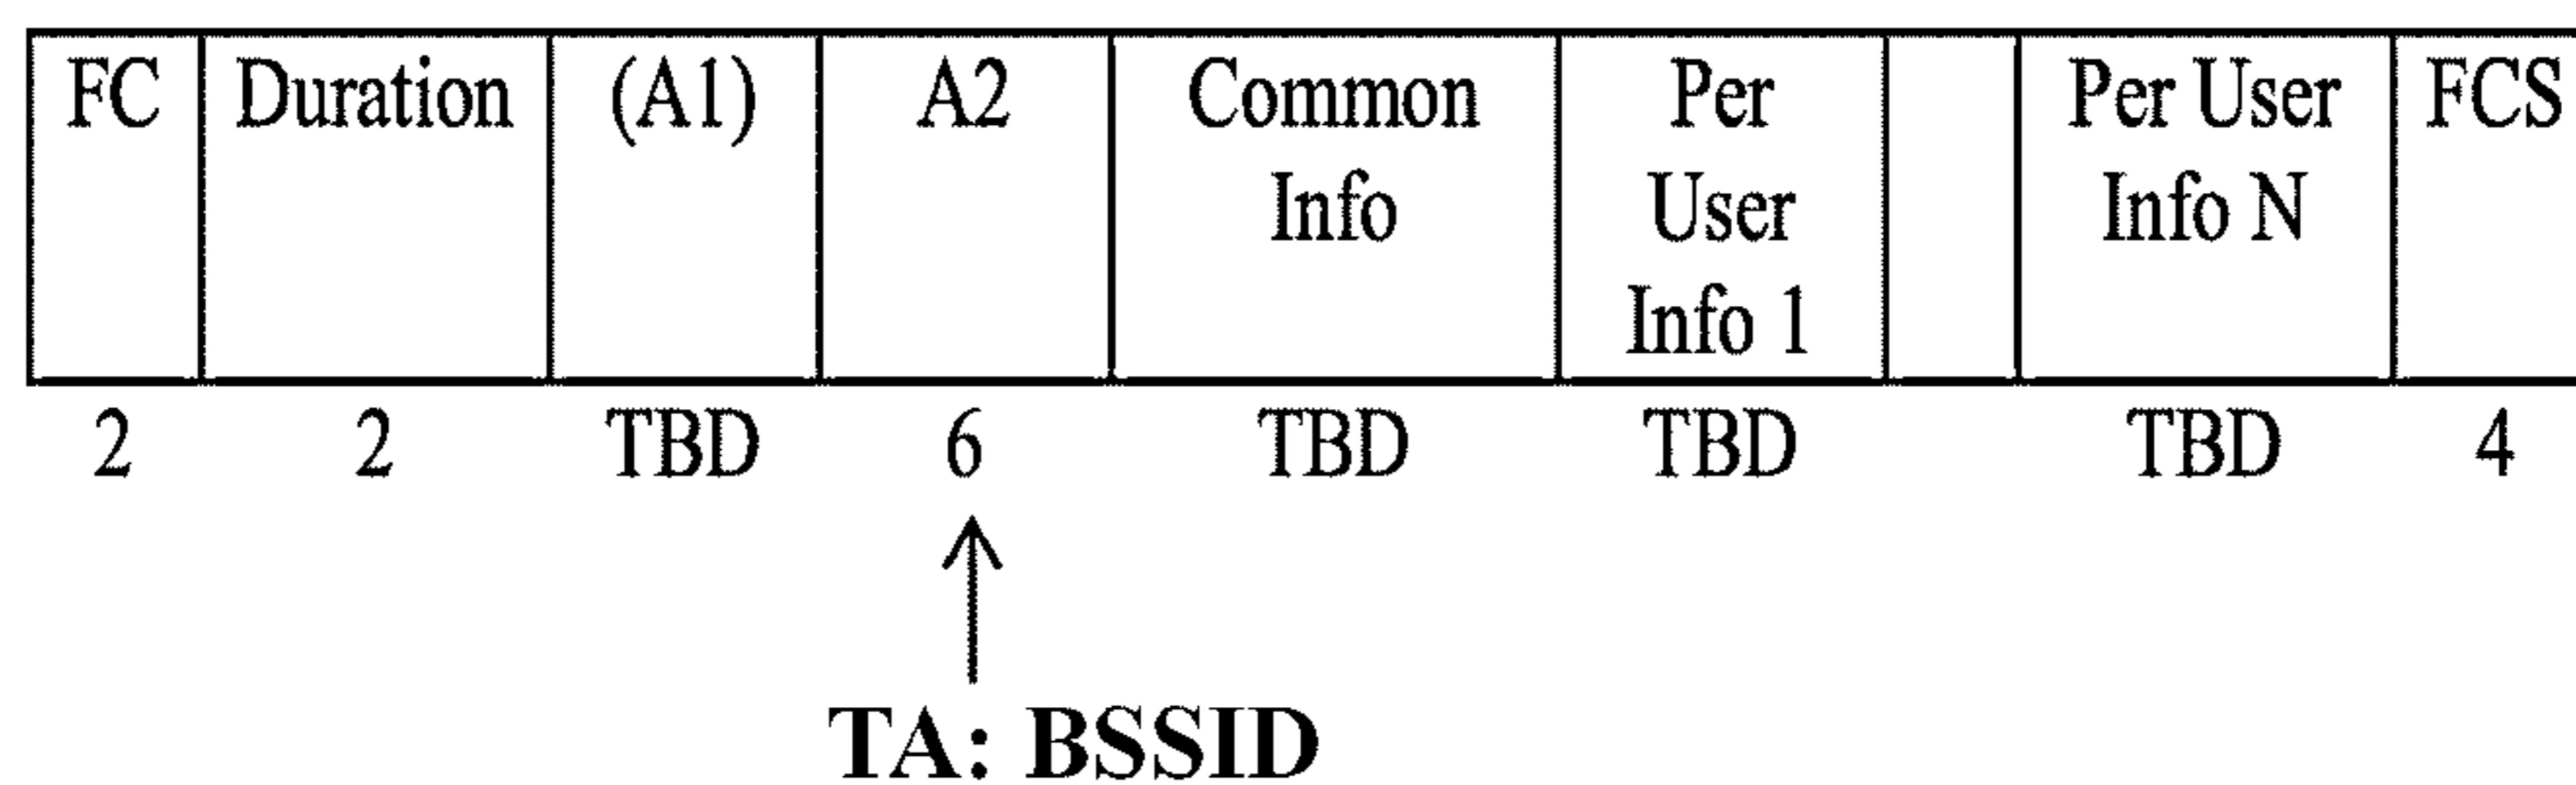 FC Duration (A1) A2 Common Per Per User FCS
Info User Info N
Info 1
2 2 TBD 6 TBD TBD TBD 4
TA: BSSID